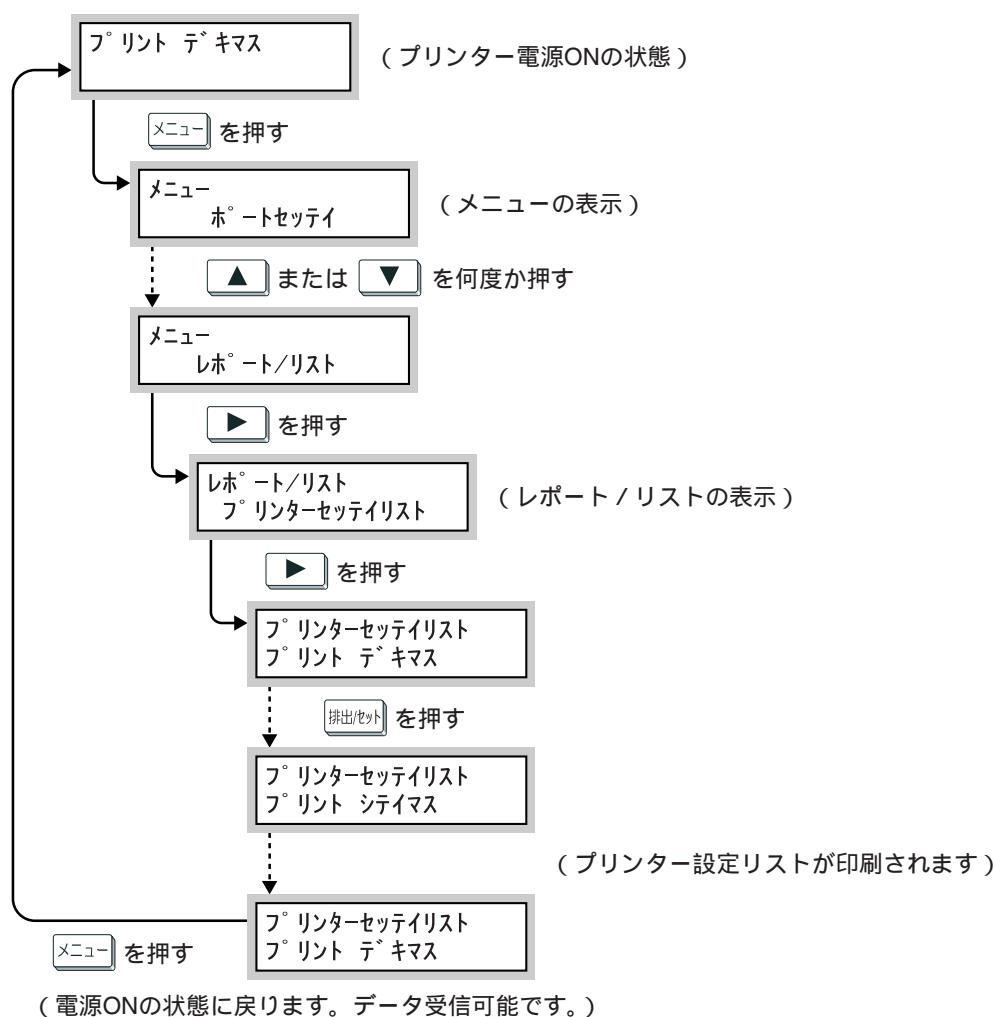 プリント デキマス
(プリンター電源ONの状態)
メニュー を押す
メニュー
ポートセッテイ
(メニューの表示)
▲ または ▼ を何度か押す
メニュー
レポート/リスト
▶ を押す
レポート/リスト
プリンターセッテイリスト
(レポート/リストの表示)
▶ を押す
プリンターセッテイリスト
プリント デキマス
排出/セット を押す
プリンターセッテイリスト
プリント シテイマス
(プリンター設定リストが印刷されます)
プリンターセッテイリスト
プリント デキマス
メニュー を押す
(電源ONの状態に戻ります。データ受信可能です。)